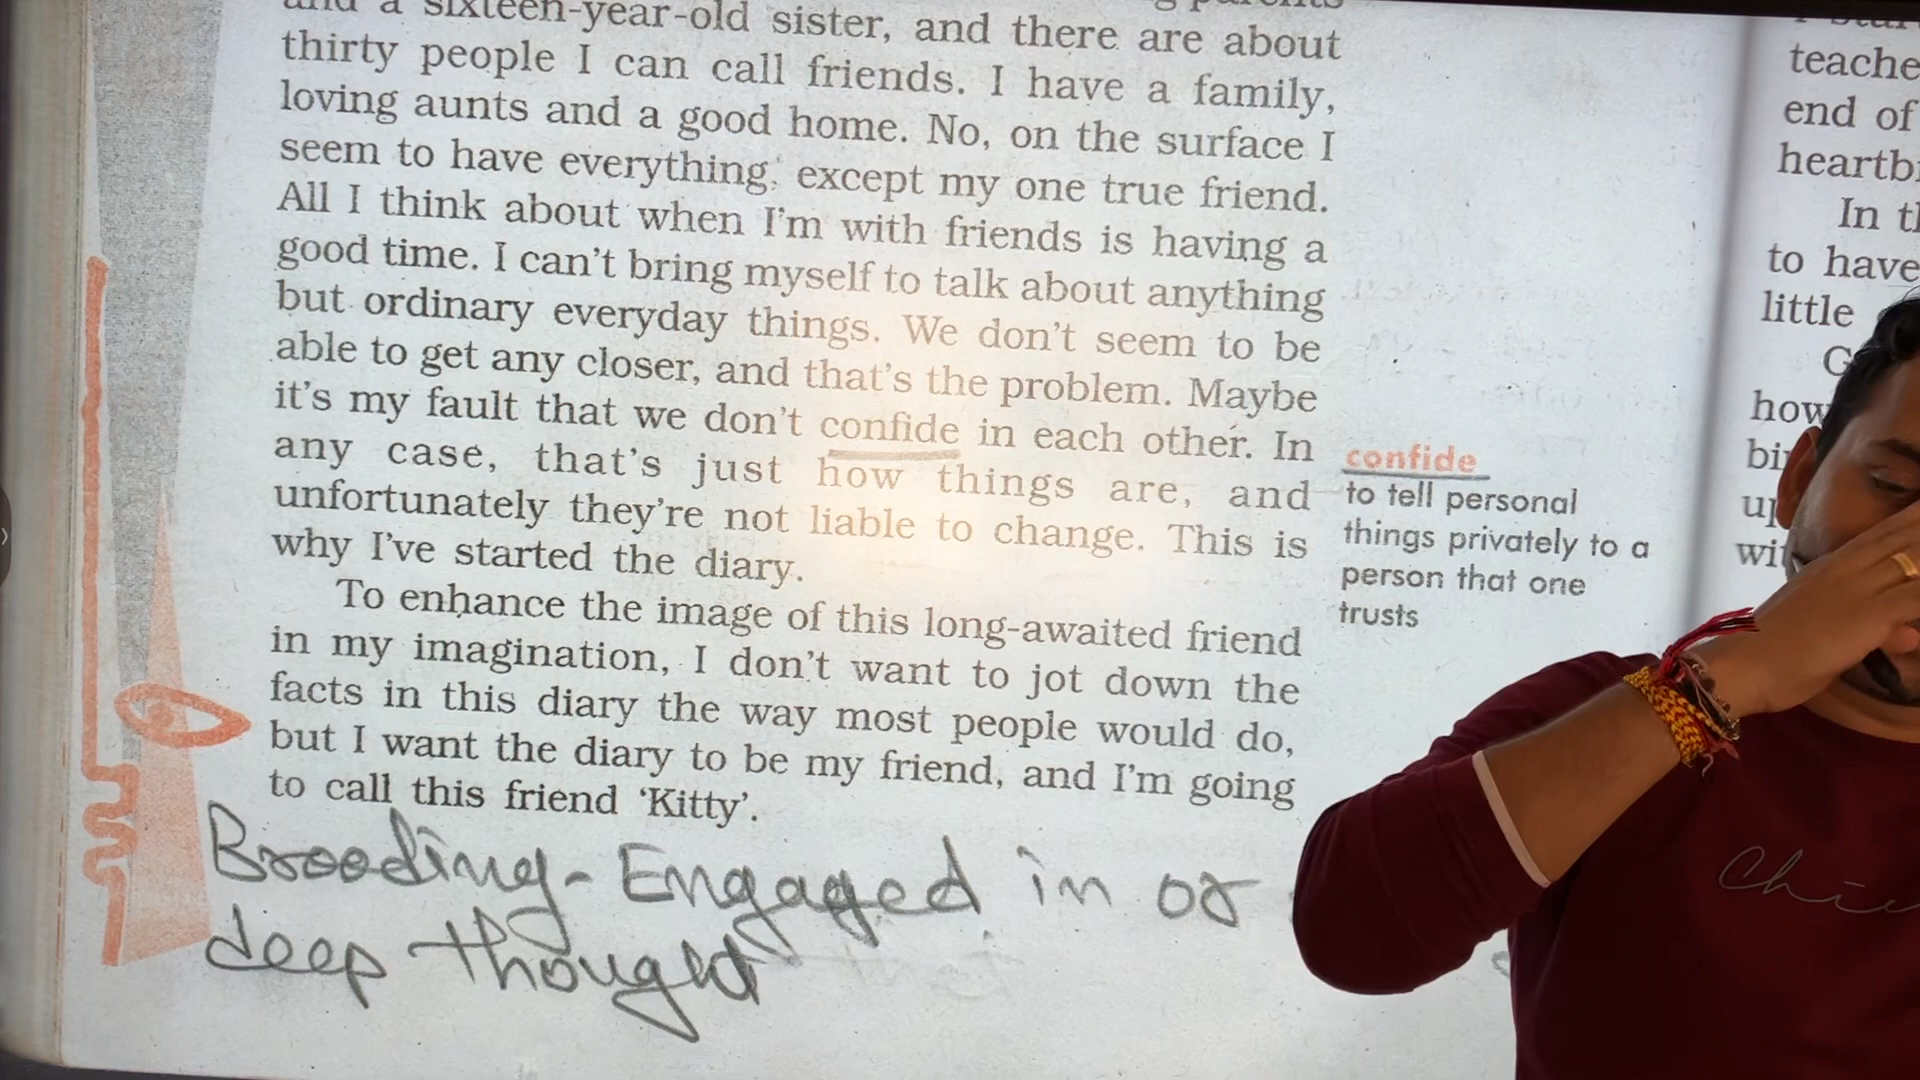 and a sixteen-year-old sister, and there are about
thirty people I can call friends. I have a family,
loving aunts and a good home. No, on the surface I
seem to have everything, except my one true friend.
All I think about when I'm with friends is having a
good time. I can't bring myself to talk about anything
but ordinary everyday things. We don't seem to be
able to get any closer, and that's the problem. Maybe
it's my fault that we don't confide in each other. In
any case, that's just how things are, and
unfortunately they're not liable to change. This is
why I've started the diary.
To enhance the image of this long-awaited friend
in my imagination, I don't want to jot down the
facts in this diary the way most people would do,
but I want the diary to be my friend, and I'm going
to call this friend ‘Kitty’.
confide
to tell personal
things privately to a
person that one
trusts
Brooding - Engaged in or
deep thought
teache
end of
heartb
In t
to have
little
G
how
bi
up
wit
Chi